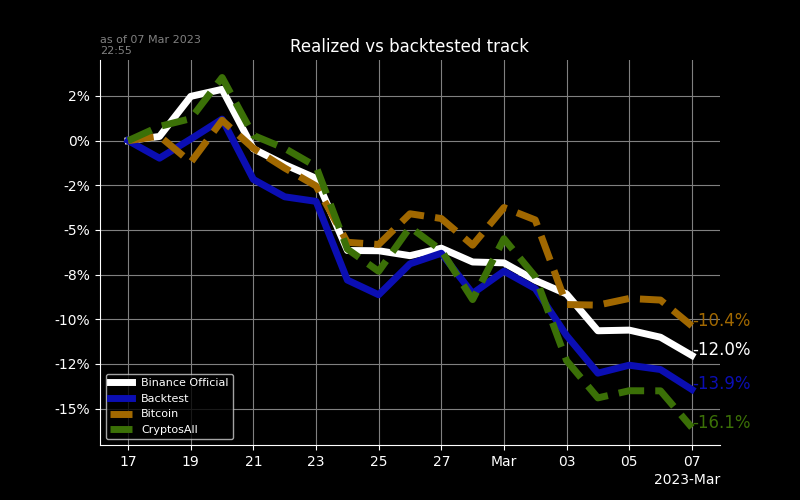 as of 07 Mar 2023
22:55
Realized vs backtested track
2%
0%
-2%
-5%
-8%
-10%
-12%
-15%
-10.4%
-12.0%
-13.9%
-16.1%
Binance Official
Backtest
Bitcoin
CryptosAll
17 19 21 23 25 27 Mar 03 05 07
2023-Mar